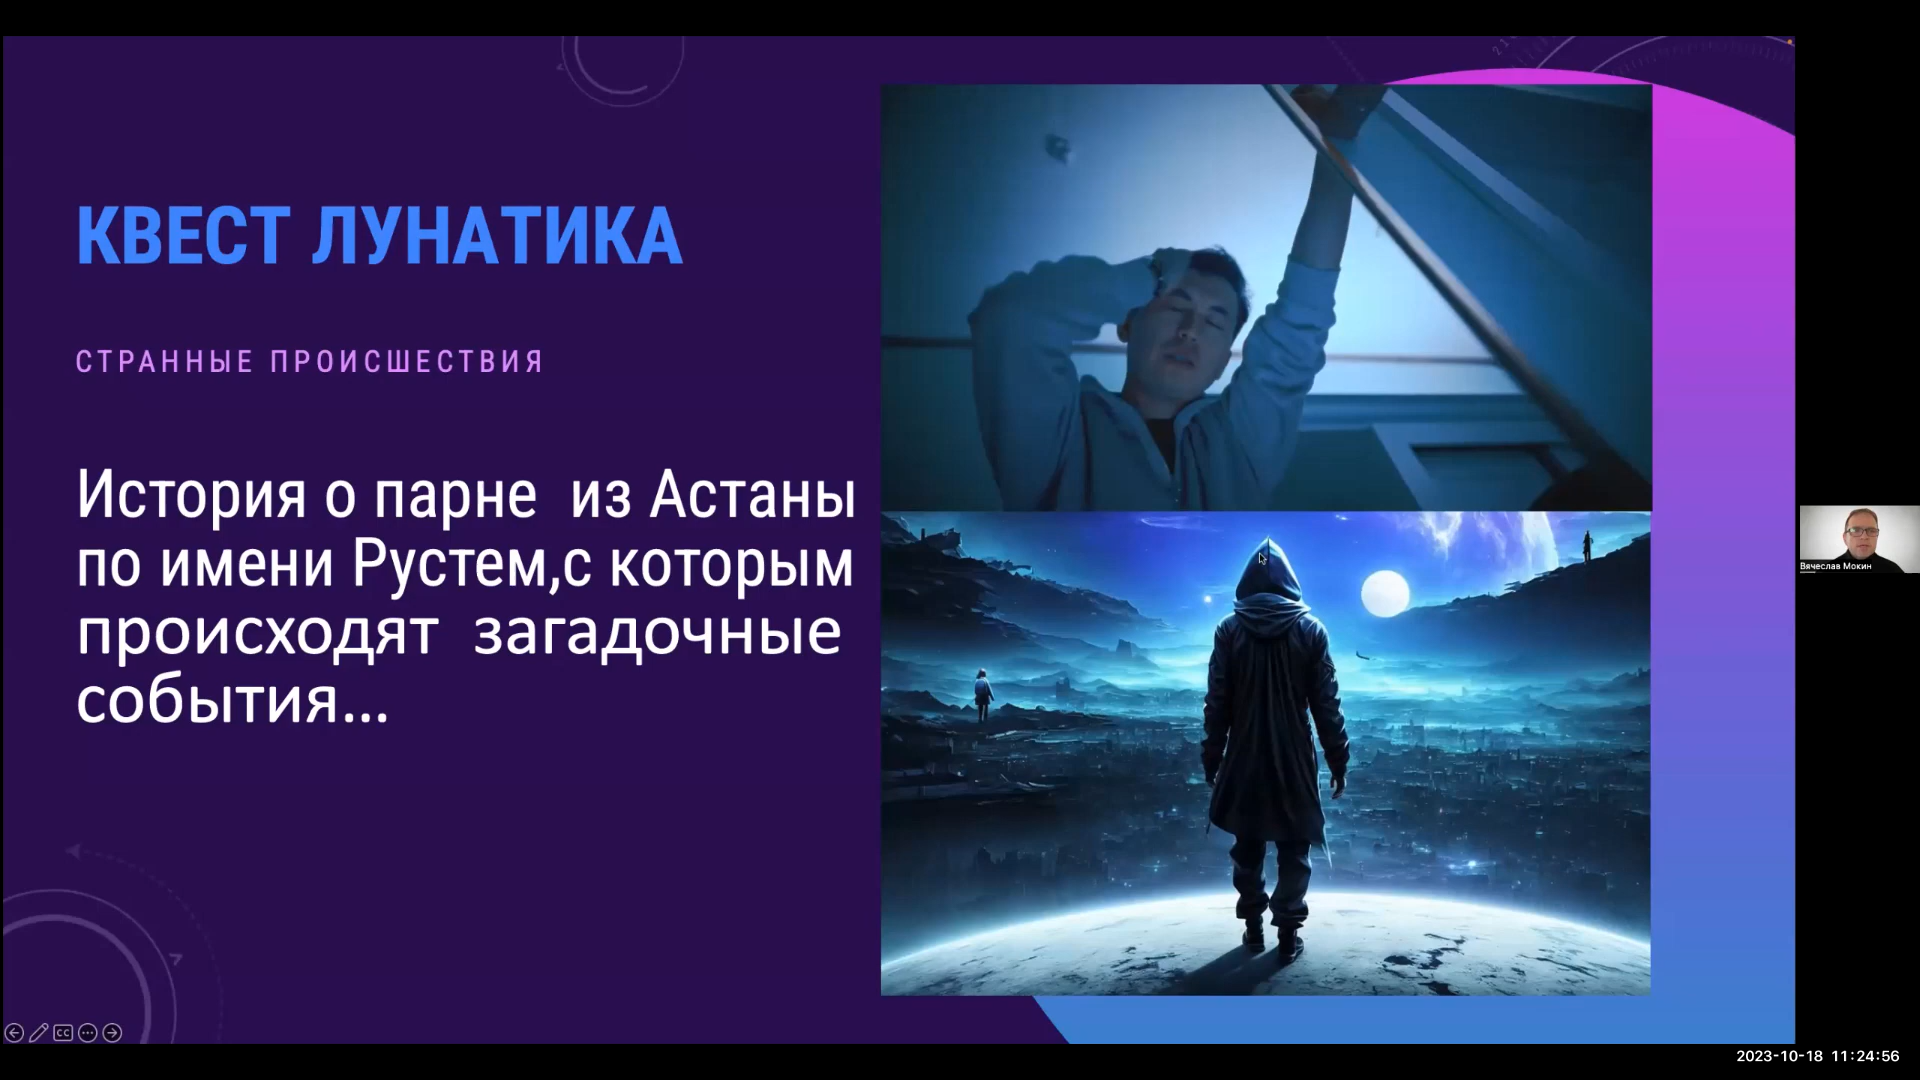 КВЕСТ ЛУНАТИКА
СТРАННЫЕ ПРОИСШЕСТВИЯ
История о парне из Астаны
по имени Рустем,с которым
происходят загадочные
события...
Вячеслав Мокин
CC
2023-10-18 11:24:56